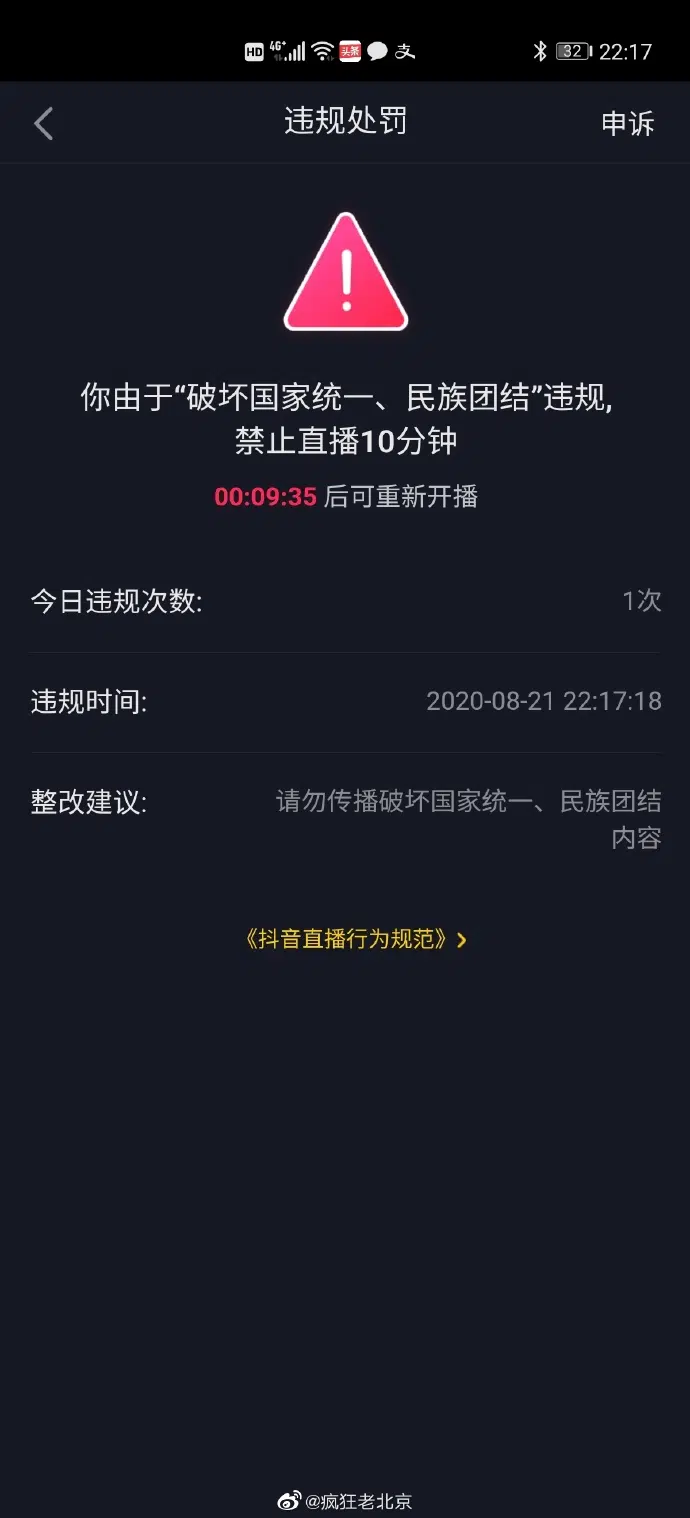 HD 4G+ 头条 支 32 22:17
违规处罚 申诉
你由于“破坏国家统一、民族团结”违规,
禁止直播10分钟
00:09:35 后可重新开播
今日违规次数: 1次
违规时间: 2020-08-21 22:17:18
整改建议: 请勿传播破坏国家统一、民族团结
内容
《抖音直播行为规范》
@疯狂老北京